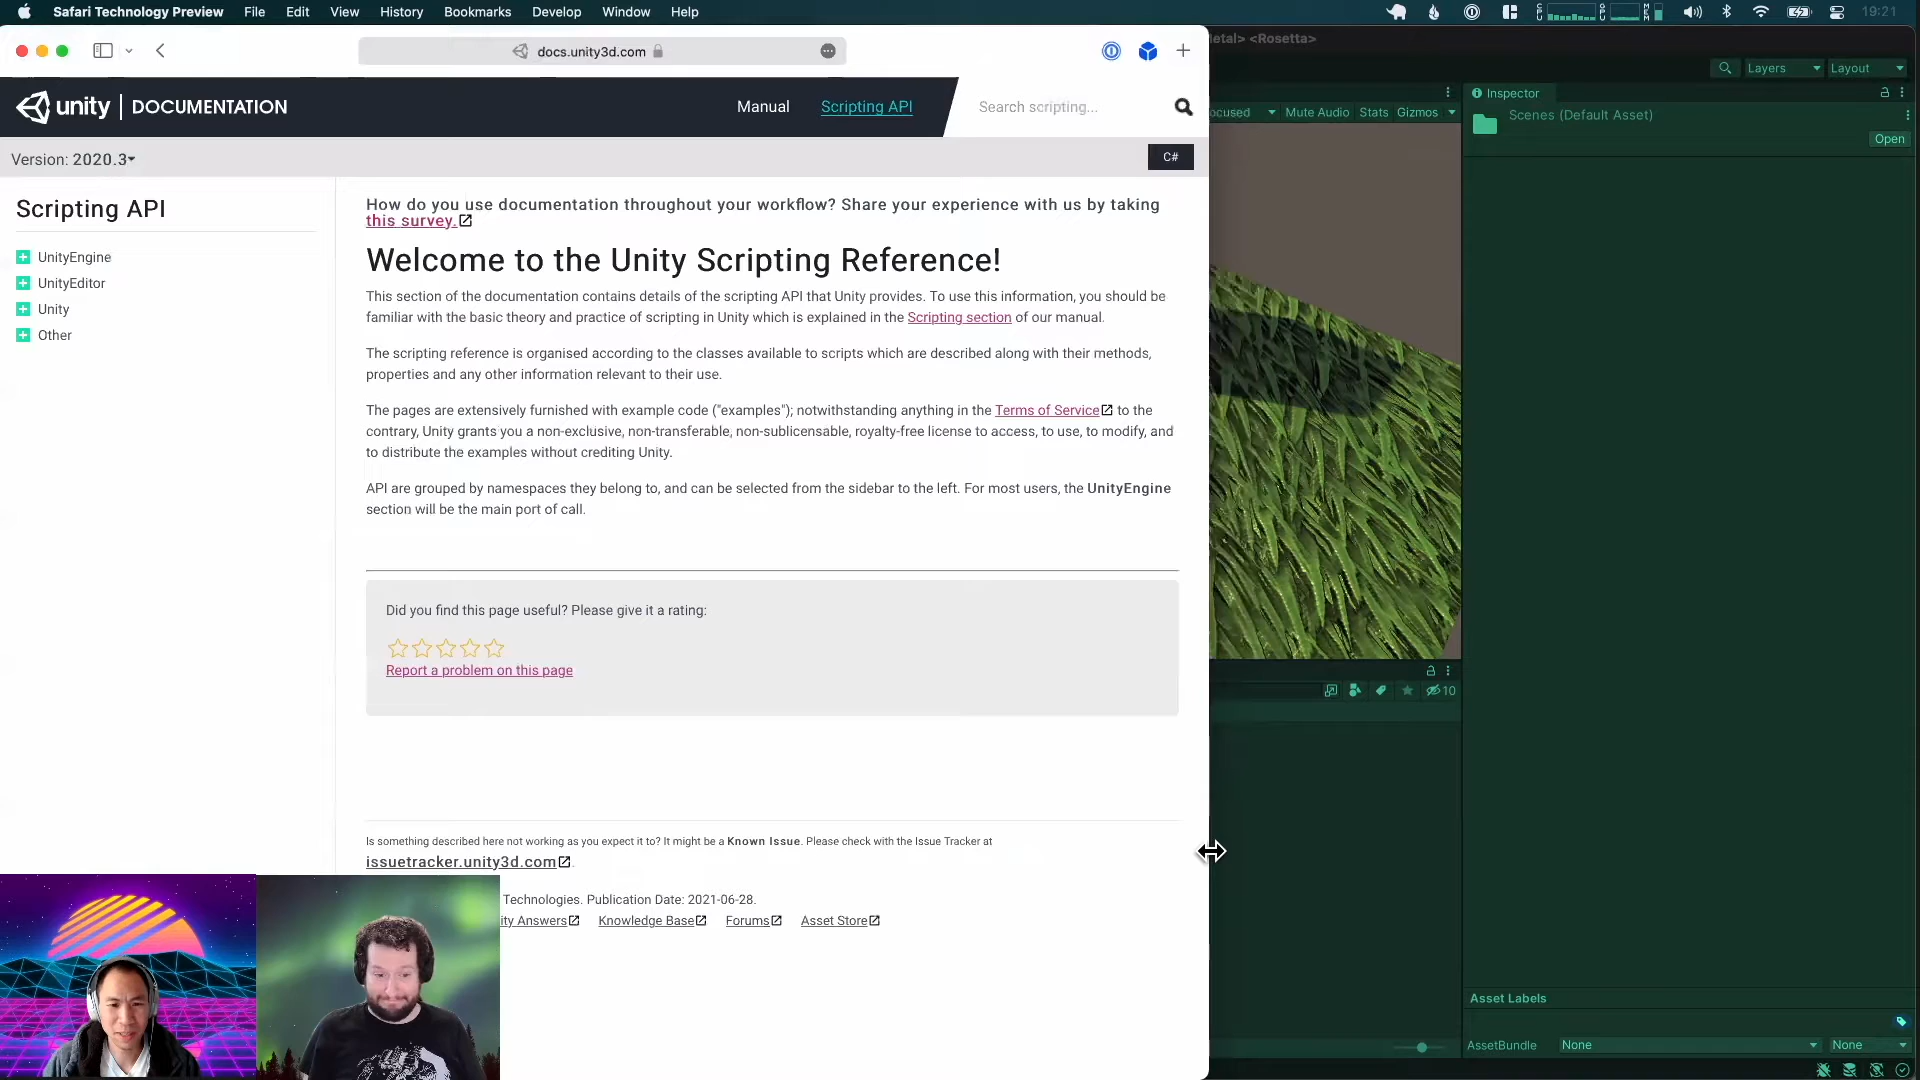 Safari Technology Preview File Edit View History Bookmarks Develop Window Help
19:21
docs.unity3d.com
<Rosetta>
Layers Layout
unity | DOCUMENTATION
Manual Scripting API Search scripting...
Mute Audio Stats Gizmos
Inspector
Scenes (Default Asset)
Open
Version: 2020.3
C#
Scripting API
UnityEngine
UnityEditor
Unity
Other
How do you use documentation throughout your workflow? Share your experience with us by taking
this survey.
Welcome to the Unity Scripting Reference!
This section of the documentation contains details of the scripting API that Unity provides. To use this information, you should be
familiar with the basic theory and practice of scripting in Unity which is explained in the Scripting section of our manual.
The scripting reference is organised according to the classes available to scripts which are described along with their methods,
properties and any other information relevant to their use.
The pages are extensively furnished with example code ("examples"); notwithstanding anything in the Terms of Service to the
contrary, Unity grants you a non-exclusive, non-transferable, non-sublicensable, royalty-free license to access, to use, to modify, and
to distribute the examples without crediting Unity.
API are grouped by namespaces they belong to, and can be selected from the sidebar to the left. For most users, the UnityEngine
section will be the main port of call.
Did you find this page useful? Please give it a rating:
Report a problem on this page
10
Is something described here not working as you expect it to? It might be a Known Issue. Please check with the Issue Tracker at
issuetracker.unity3d.com
Technologies. Publication Date: 2021-06-28.
ity Answers Knowledge Base Forums Asset Store
Asset Labels
AssetBundle None None